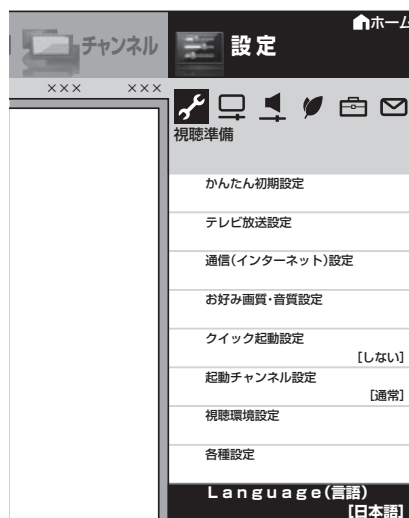 チャンネル
設定
ホーム
×××　×××
視聴準備
かんたん初期設定
テレビ放送設定
通信(インターネット)設定
お好み画質・音質設定
クイック起動設定
[しない]
起動チャンネル設定
[通常]
視聴環境設定
各種設定
Language(言語)
[日本語]